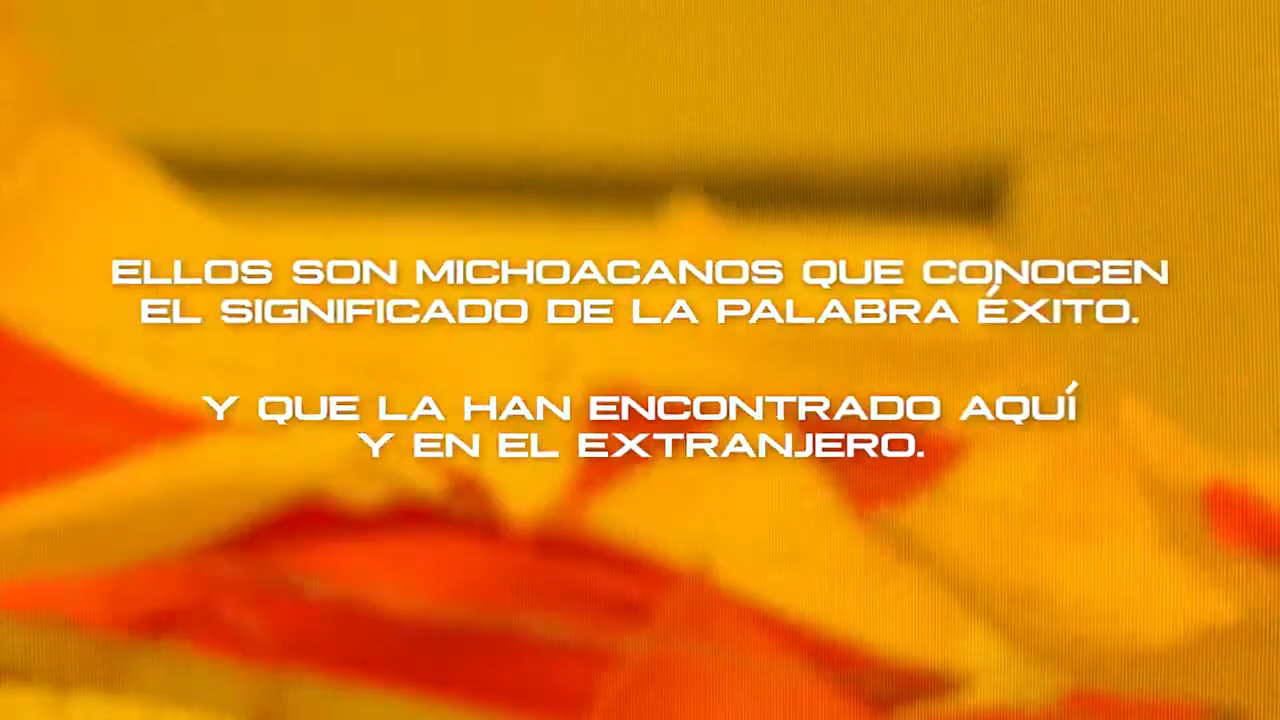 ELLOS SON MICHOACANOS QUE CONOCEN
EL SIGNIFICADO DE LA PALABRA ÉXITO.
Y QUE LA HAN ENCONTRADO AQUÍ
Y EN EL EXTRANJERO.